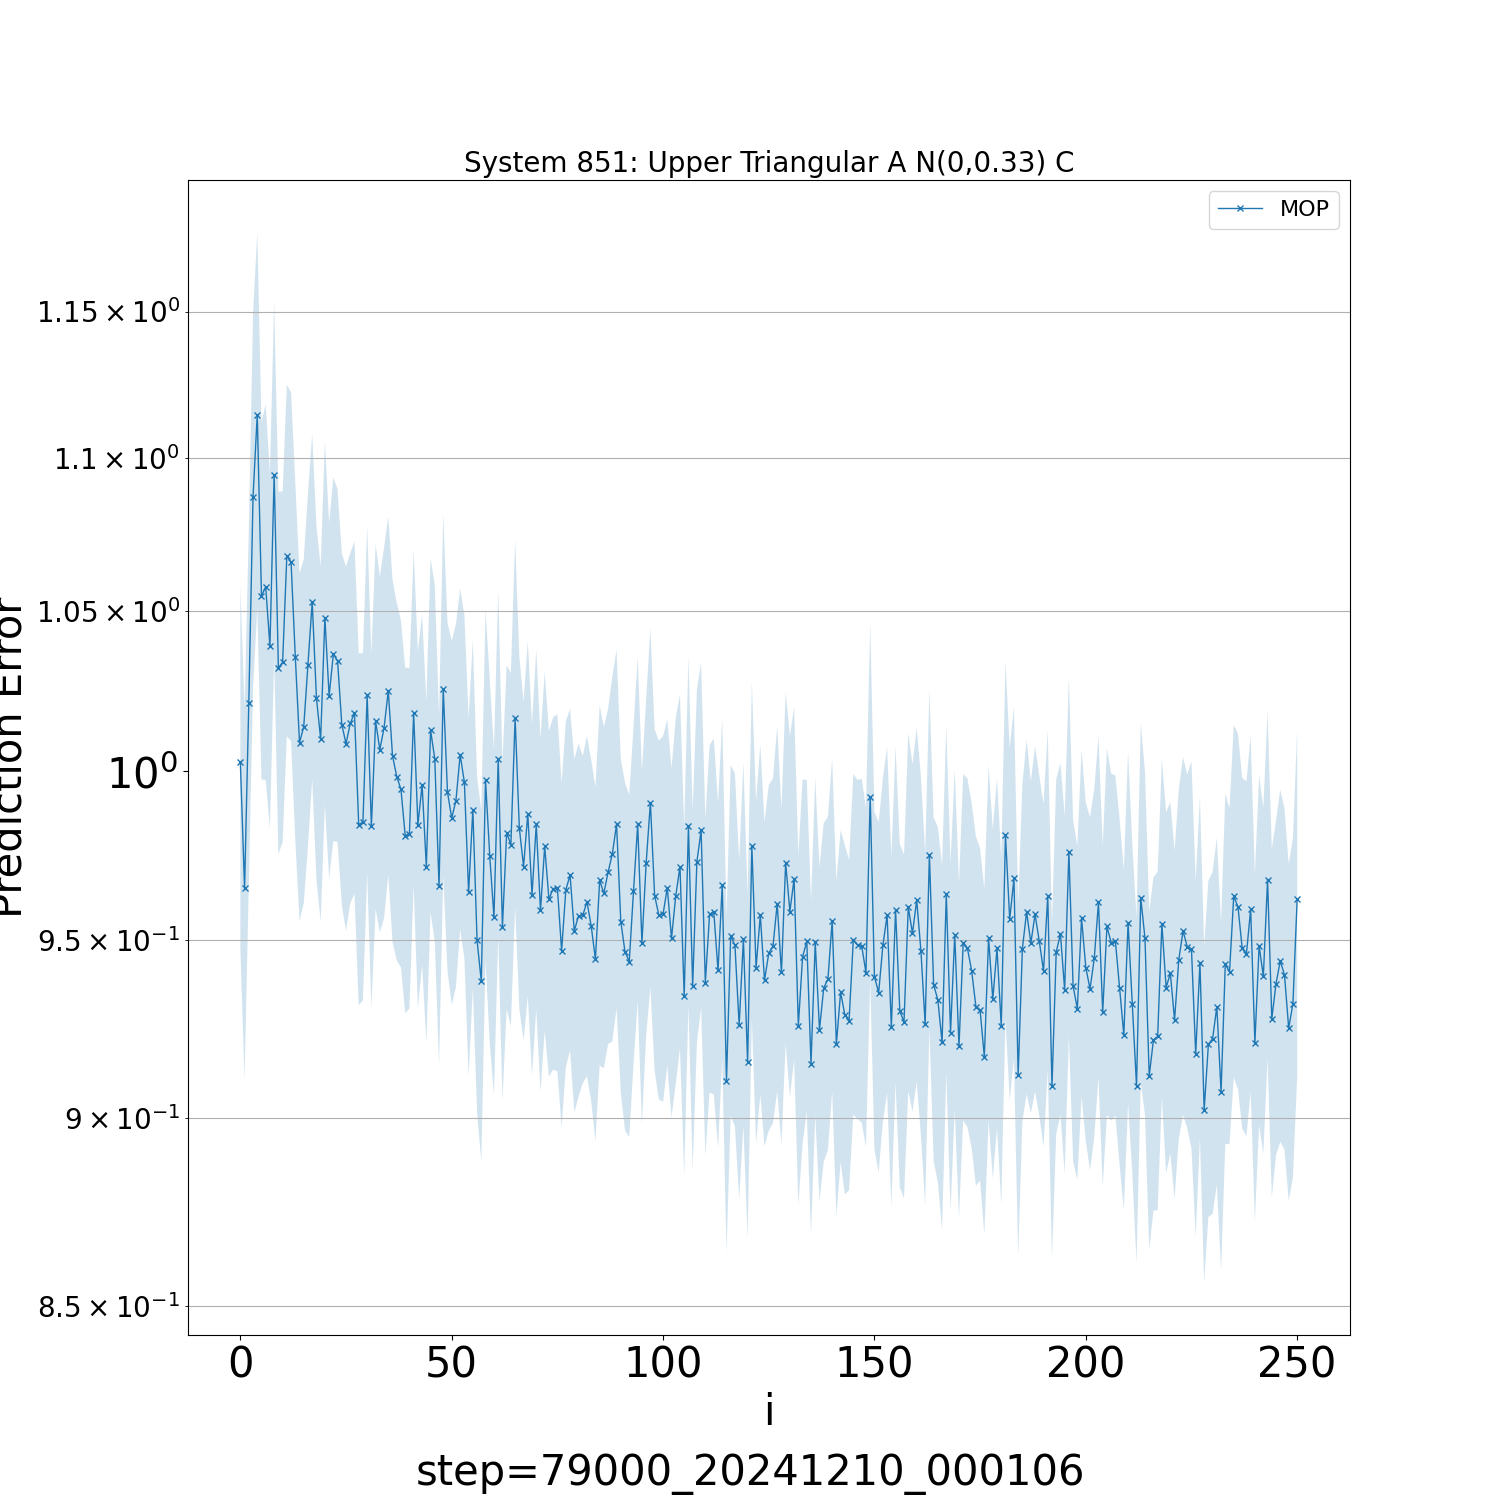 System 851: Upper Triangular A N(0,0.33) C
MOP
1.15 × 10⁰
1.1 × 10⁰
1.05 × 10⁰
10⁰
9.5 × 10⁻¹
9 × 10⁻¹
8.5 × 10⁻¹
Prediction Error
0 50 100 150 200 250
i
step=79000_20241210_000106